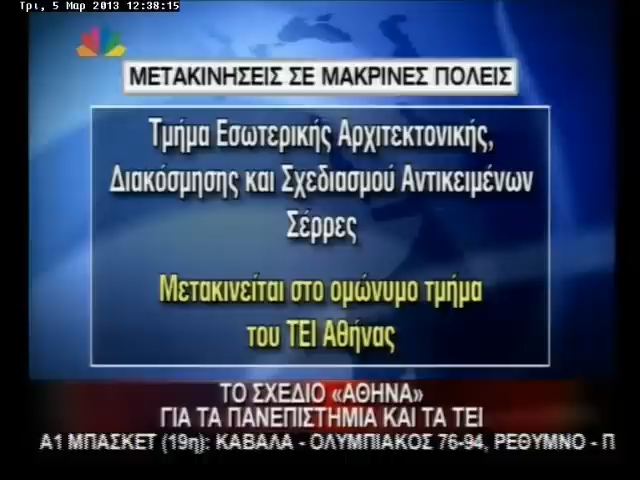 Τρι, 5 Μαρ 2013 12:38:15
ΜΕΤΑΚΙΝΗΣΕΙΣ ΣΕ ΜΑΚΡΙΝΕΣ ΠΟΛΕΙΣ
Τμήμα Εσωτερικής Αρχιτεκτονικής,
Διακόσμησης και Σχεδιασμού Αντικειμένων
Σέρρες
Μετακινείται στο ομώνυμο τμήμα
του ΤΕΙ Αθήνας
ΤΟ ΣΧΕΔΙΟ «ΑΘΗΝΑ»
ΓΙΑ ΤΑ ΠΑΝΕΠΙΣΤΗΜΙΑ ΚΑΙ ΤΑ ΤΕΙ
Α1 ΜΠΑΣΚΕΤ (19η): ΚΑΒΑΛΑ - ΟΛΥΜΠΙΑΚΟΣ 76-94, ΡΕΘΥΜΝΟ - Π